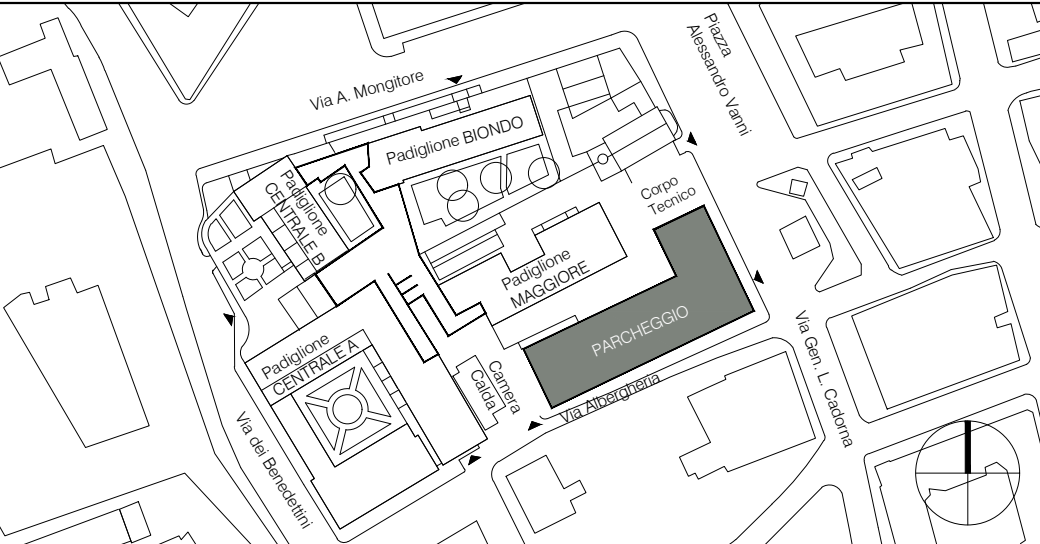 Piazza
Alessandro Vanni
Via A. Mongitore
Padiglione BIONDO
Padiglione
CENTRALE B
Corpo
Tecnico
Padiglione
MAGGIORE
PARCHEGGIO
Padiglione
CENTRALE A
Camera
Calda
Via Albergheria
Via Gen. L. Cadorna
Via dei Benedettini